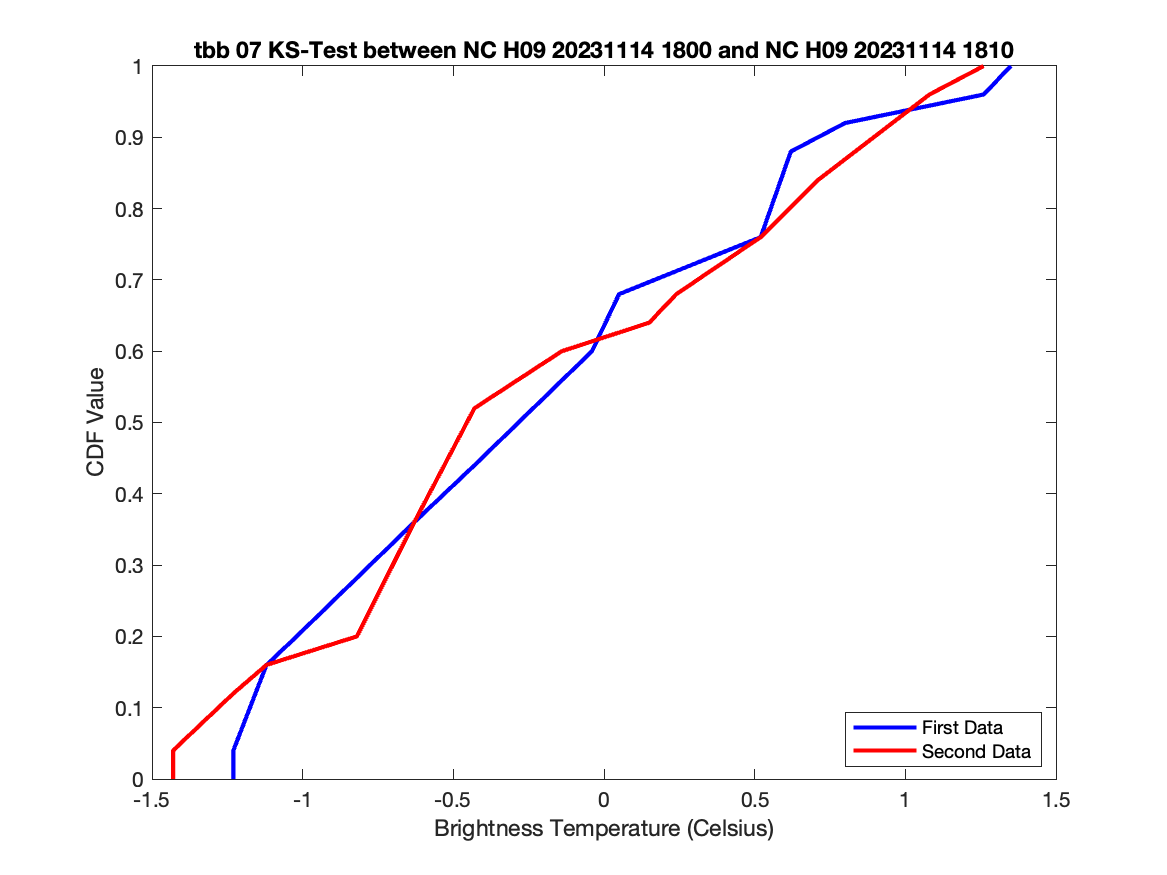 tbb 07 KS-Test between NC H09 20231114 1800 and NC H09 20231114 1810
1
0.9
0.8
0.7
0.6
0.5
0.4
0.3
0.2
0.1
0
CDF Value
First Data
Second Data
-1.5 -1 -0.5 0 0.5 1 1.5
Brightness Temperature (Celsius)